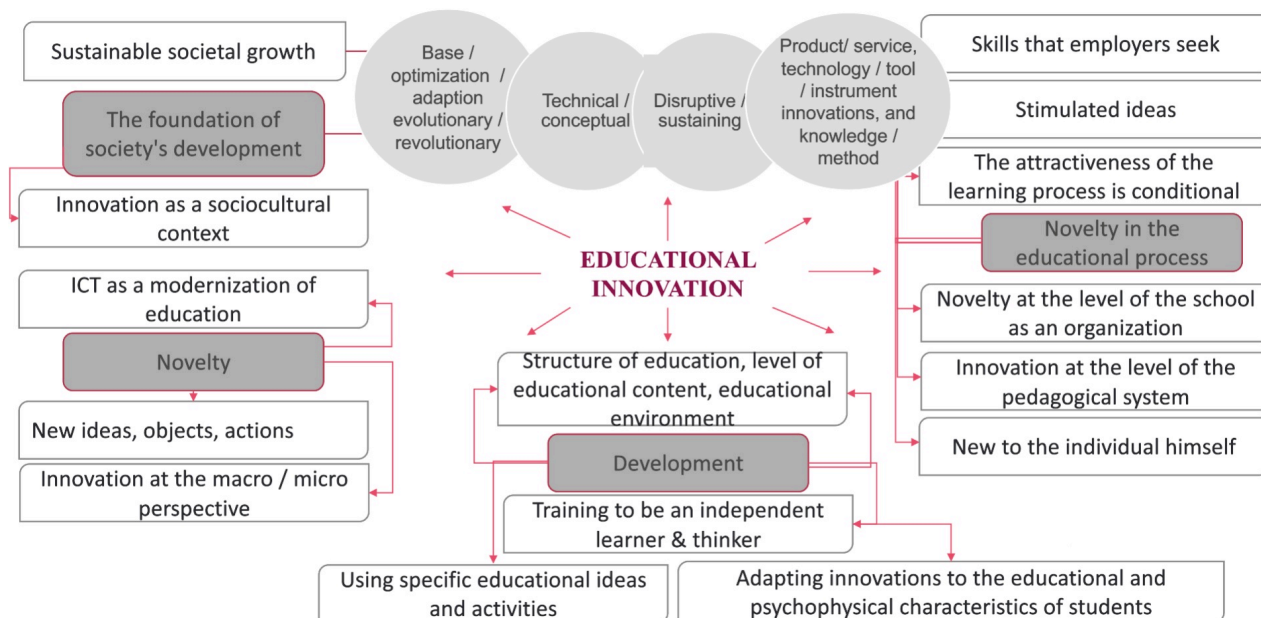 Sustainable societal growth
The foundation of
society's development
Innovation as a sociocultural
context
ICT as a modernization of
education
Novelty
New ideas, objects, actions
Innovation at the macro / micro
perspective
Base /
optimization /
adaption
evolutionary /
revolutionary
Technical /
conceptual
Disruptive /
sustaining
Product/ service,
technology / tool
/ instrument
innovations, and
knowledge /
method
EDUCATIONAL
INNOVATION
Structure of education, level of
educational content, educational
environment
Development
Training to be an independent
learner & thinker
Using specific educational ideas
and activities
Adapting innovations to the educational and
psychophysical characteristics of students
Skills that employers seek
Stimulated ideas
The attractiveness of the
learning process is conditional
Novelty in the
educational process
Novelty at the level of the school
as an organization
Innovation at the level of the
pedagogical system
New to the individual himself